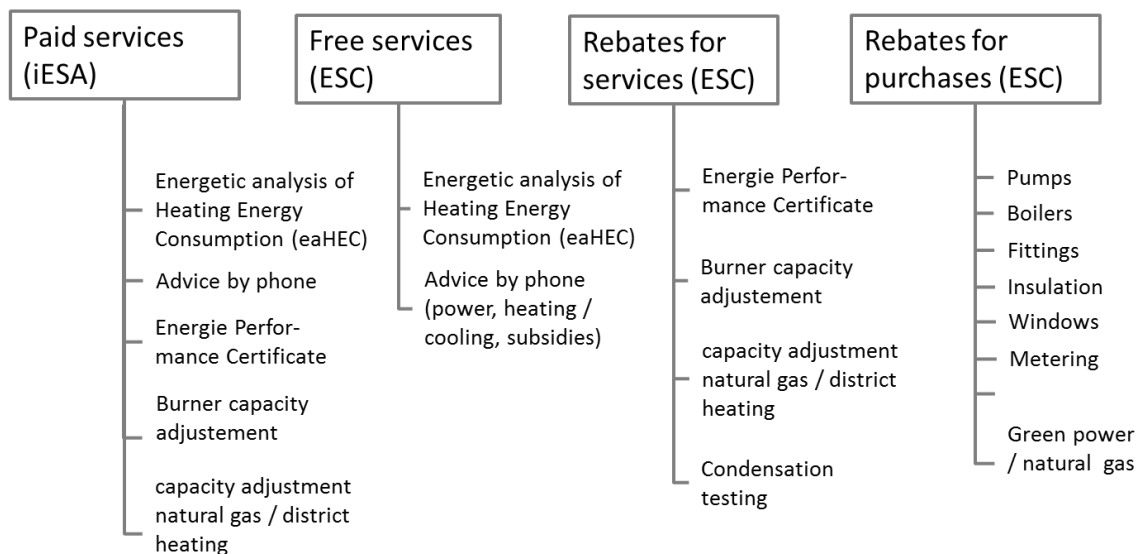 Paid services
(iESA)
Energetic analysis of
Heating Energy
Consumption (eaHEC)
Advice by phone
Energie Perfor-
mance Certificate
Burner capacity
adjustement
capacity adjustment
natural gas / district
heating
Free services
(ESC)
Energetic analysis of
Heating Energy
Consumption (eaHEC)
Advice by phone
(power, heating /
cooling, subsidies)
Rebates for
services (ESC)
Energie Perfor-
mance Certificate
Burner capacity
adjustement
capacity adjustment
natural gas / district
heating
Condensation
testing
Rebates for
purchases (ESC)
Pumps
Boilers
Fittings
Insulation
Windows
Metering
Green power
/ natural gas